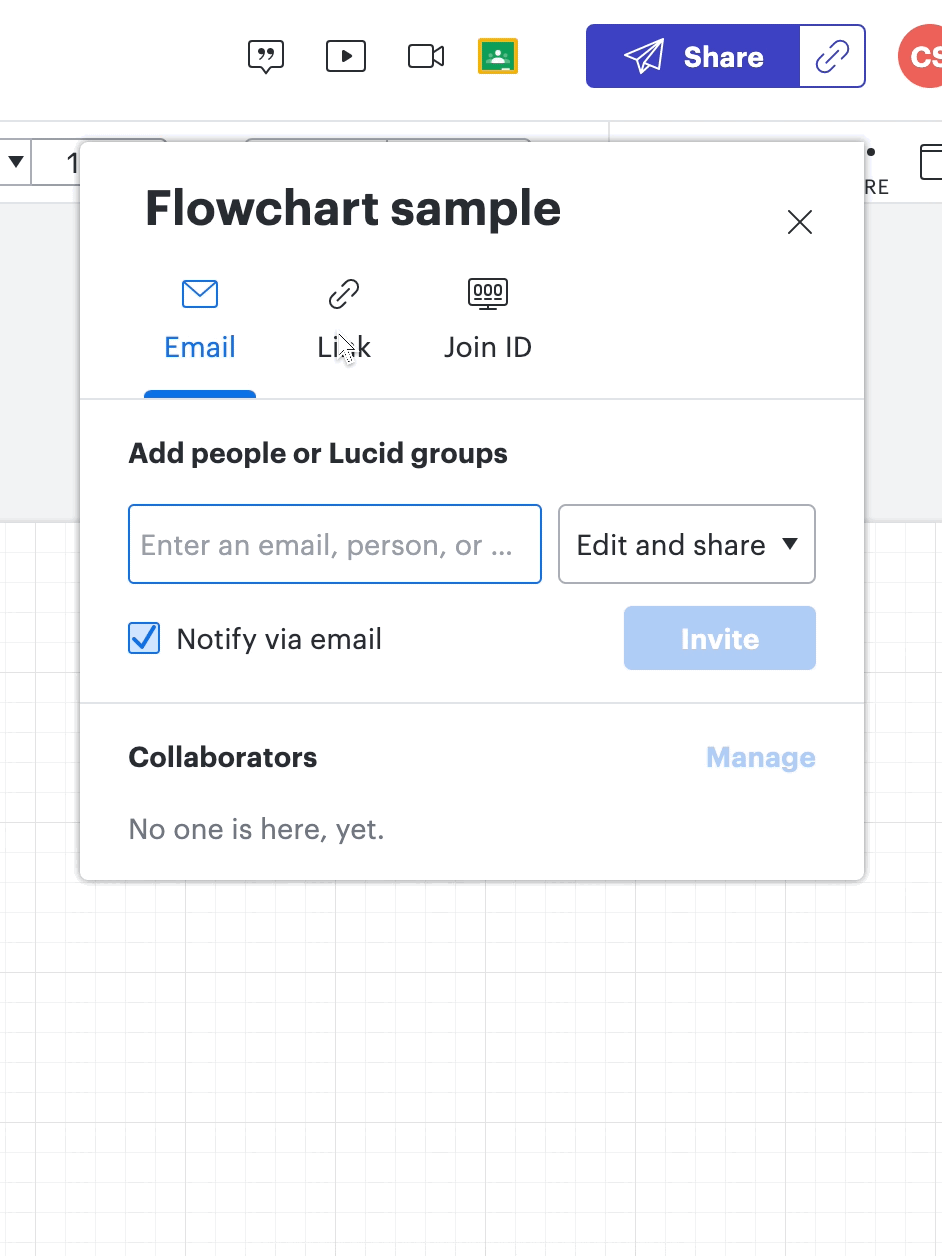 Share
CS
1
RE
Flowchart sample
Email
Link
Join ID
Add people or Lucid groups
Enter an email, person, or ...
Edit and share
Notify via email
Invite
Collaborators
Manage
No one is here, yet.